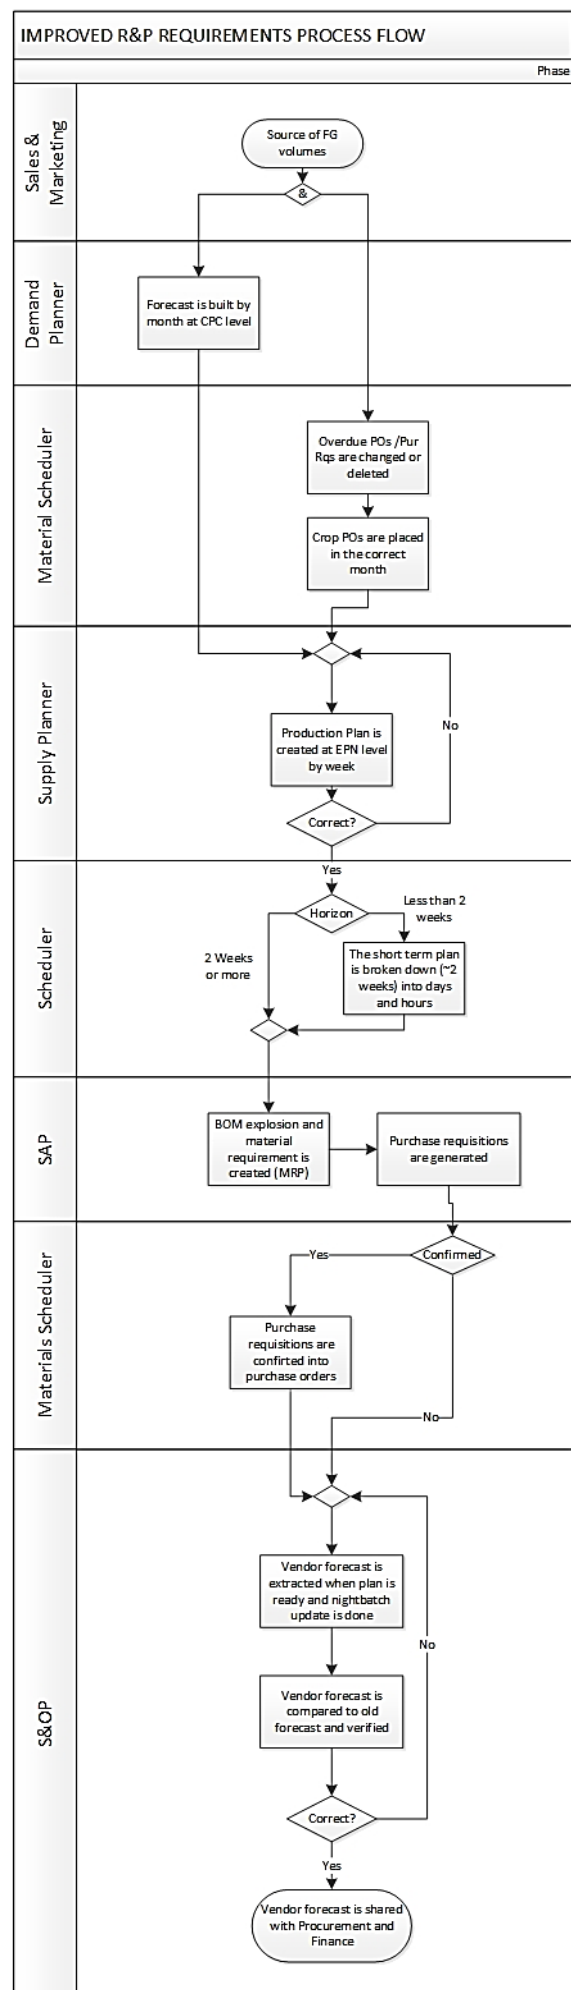 IMPROVED R&P REQUIREMENTS PROCESS FLOW
Phase
Sales &
Marketing
Source of FG
volumes
&
Demand
Planner
Forecast is built by
month at CPC level
Material Scheduler
Overdue POs /Pur
Rqs are changed or
deleted
Crop POs are placed
in the correct
month
Supply Planner
Production Plan is
created at EPN level
by week
No
Correct?
Yes
Scheduler
Horizon
Less than 2
weeks
2 Weeks
or more
The short term plan
is broken down (~2
weeks) into days
and hours
SAP
BOM explosion and
material
requirement is
created (MRP)
Purchase requisitions
are generated
Materials Scheduler
Confirmed
Yes
Purchase
requisitions are
confirted into
purchase orders
No
S&OP
Vendor forecast is
extracted when plan is
ready and nightbatch
update is done
No
Vendor forecast is
compared to old
forecast and verified
Correct?
Yes
Vendor forecast is shared
with Procurement and
Finance